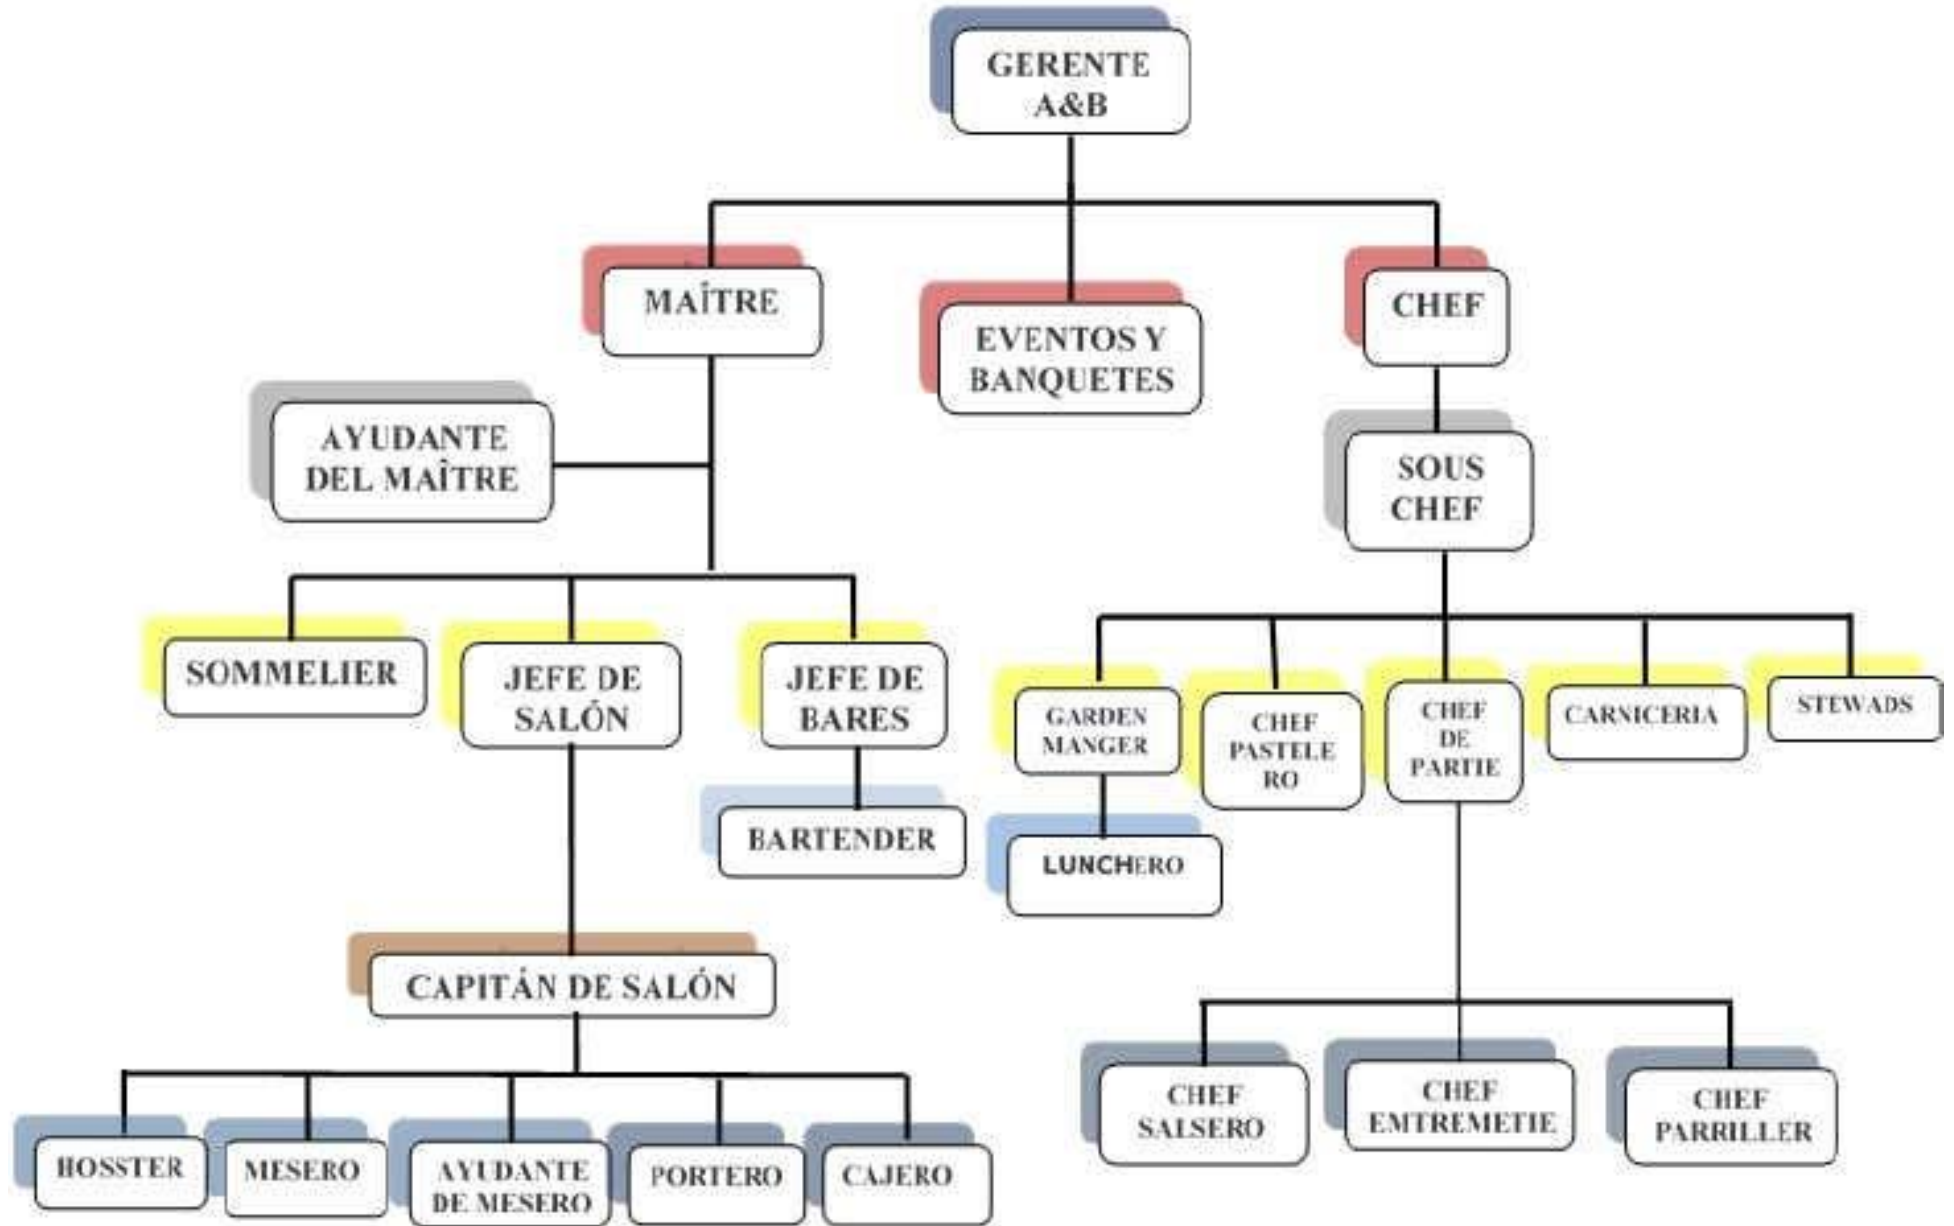 GERENTE
A&B
MAÎTRE
EVENTOS Y
BANQUETES
CHEF
AYUDANTE
DEL MAÎTRE
SOUS
CHEF
SOMMELIER
JEFE DE
SALÓN
JEFE DE
BARES
GARDEN
MANGER
CHEF
PASTELE
RO
CHEF
DE
PARTIE
CARNICERIA
STEWADS
BARTENDER
LUNCHERO
CAPITÁN DE SALÓN
CHEF
SALSERO
CHEF
EMTREMETIE
CHEF
PARRILLER
HOSSTER
MESERO
AYUDANTE
DE MESERO
PORTERO
CAJERO